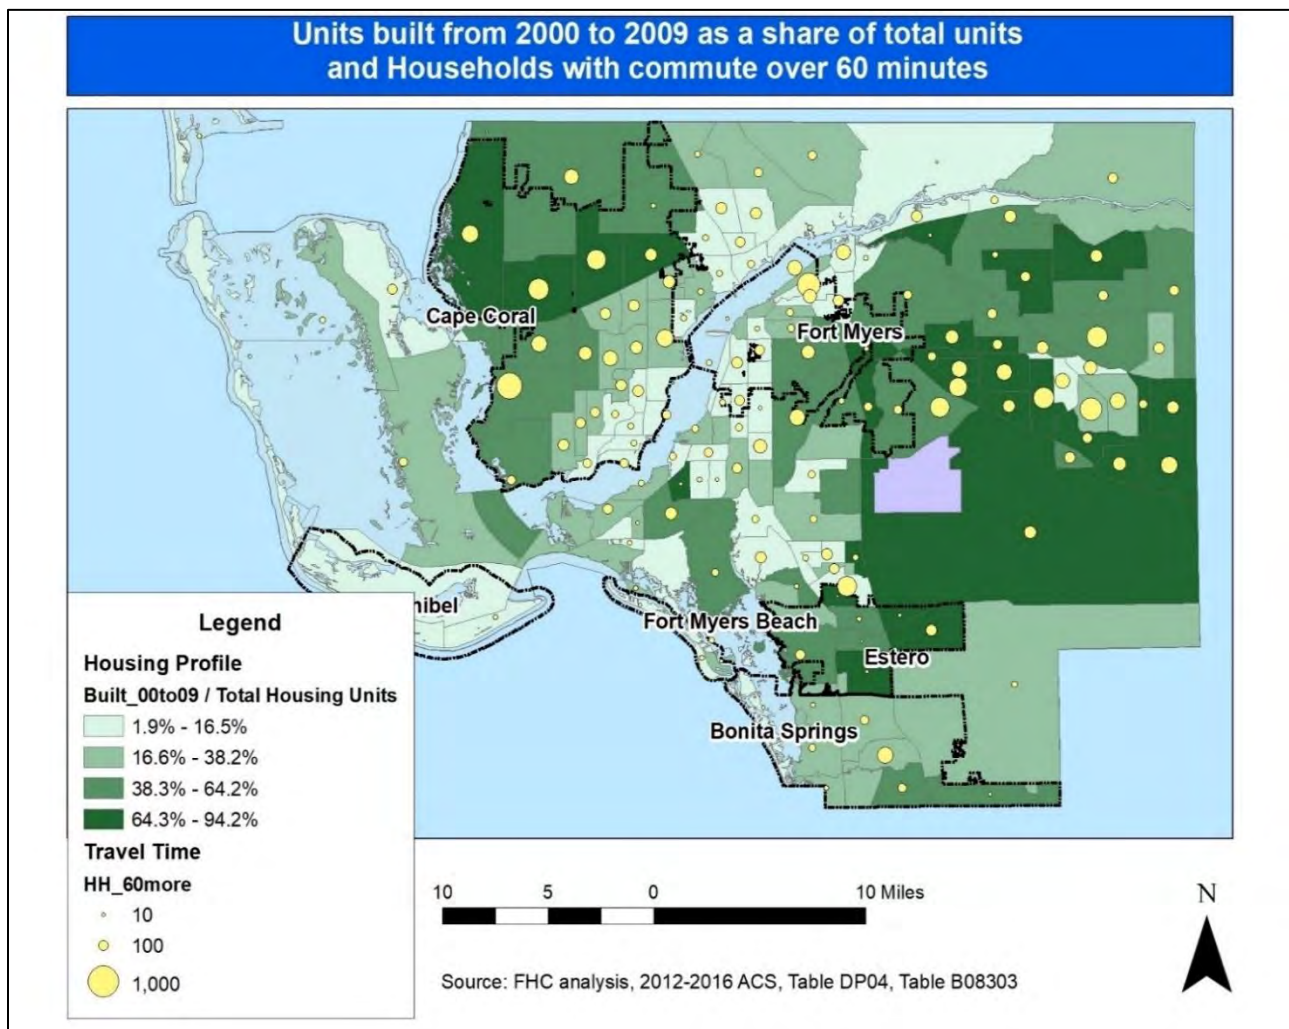 Units built from 2000 to 2009 as a share of total units
and Households with commute over 60 minutes
Cape Coral
Fort Myers
nibel
Fort Myers Beach
Estero
Bonita Springs
Legend
Housing Profile
Built_00to09 / Total Housing Units
1.9% - 16.5%
16.6% - 38.2%
38.3% - 64.2%
64.3% - 94.2%
Travel Time
HH_60more
10
100
1,000
10 5 0 10 Miles
N
Source: FHC analysis, 2012-2016 ACS, Table DP04, Table B08303